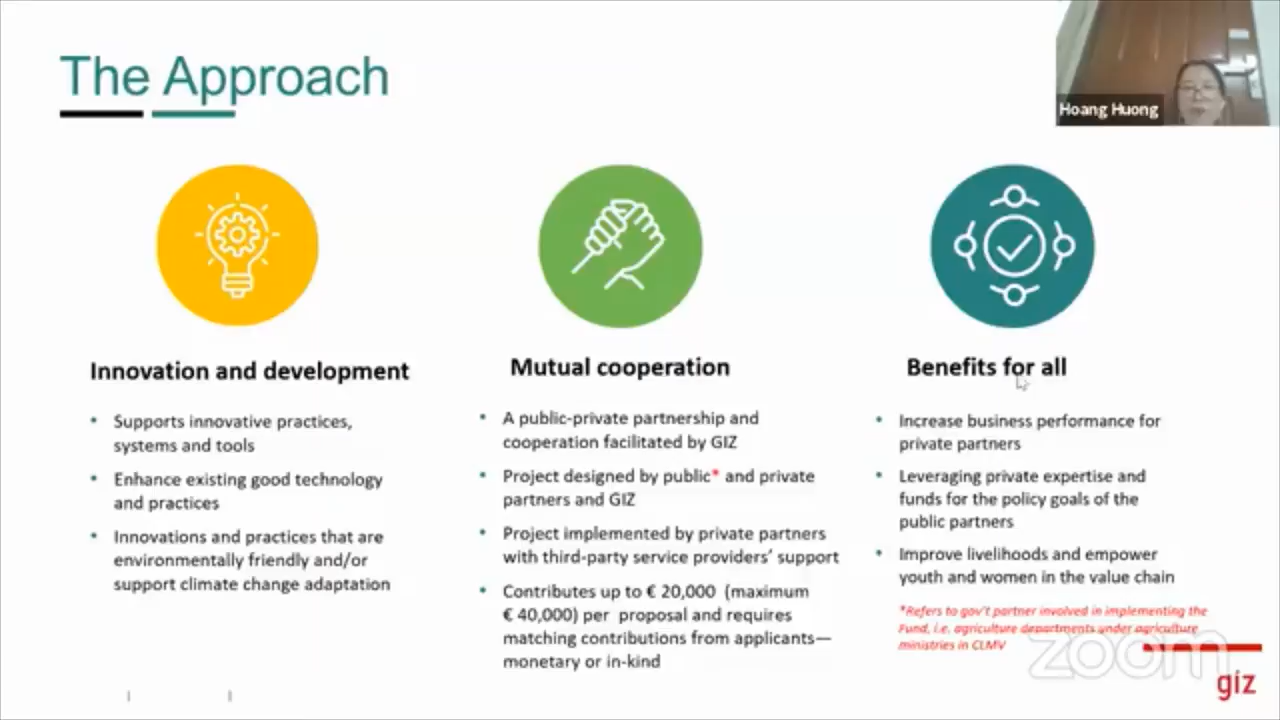 The Approach
Hoang Huong
Innovation and development
• Supports innovative practices,
systems and tools
• Enhance existing good technology
and practices
• Innovations and practices that are
environmentally friendly and/or
support climate change adaptation
Mutual cooperation
• A public-private partnership and
cooperation facilitated by GIZ
• Project designed by public* and private
partners and GIZ
• Project implemented by private partners
with third-party service providers' support
• Contributes up to € 20,000 (maximum
€ 40,000) per proposal and requires
matching contributions from applicants—
monetary or in-kind
Benefits for all
• Increase business performance for
private partners
• Leveraging private expertise and
funds for the policy goals of the
public partners
• Improve livelihoods and empower
youth and women in the value chain
*Refers to gov't partner involved in implementing the
Fund, i.e. agriculture departments under agriculture
ministries in CLMV
zoom
giz